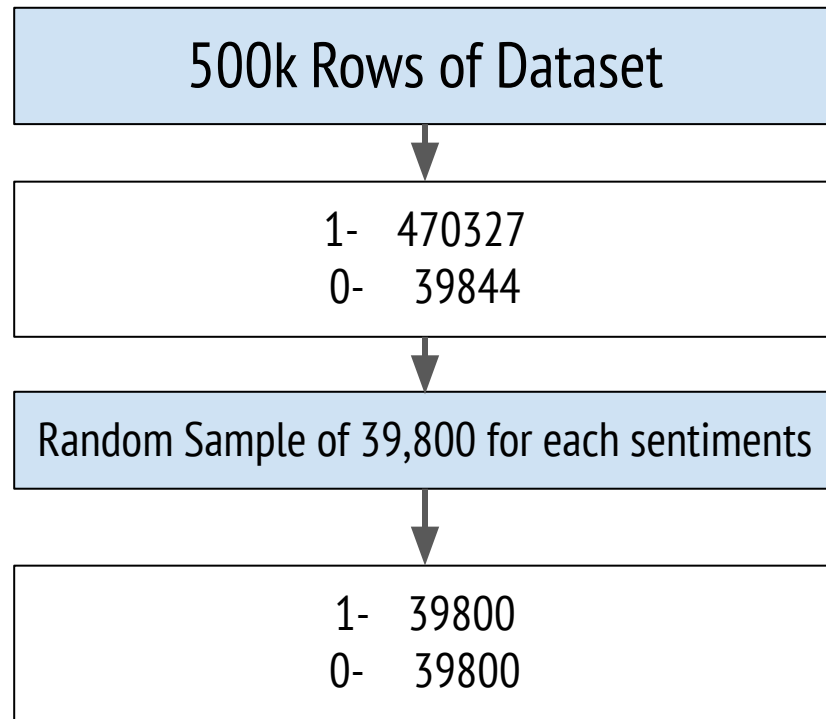 500k Rows of Dataset
1- 470327
0- 39844
Random Sample of 39,800 for each sentiments
1- 39800
0- 39800